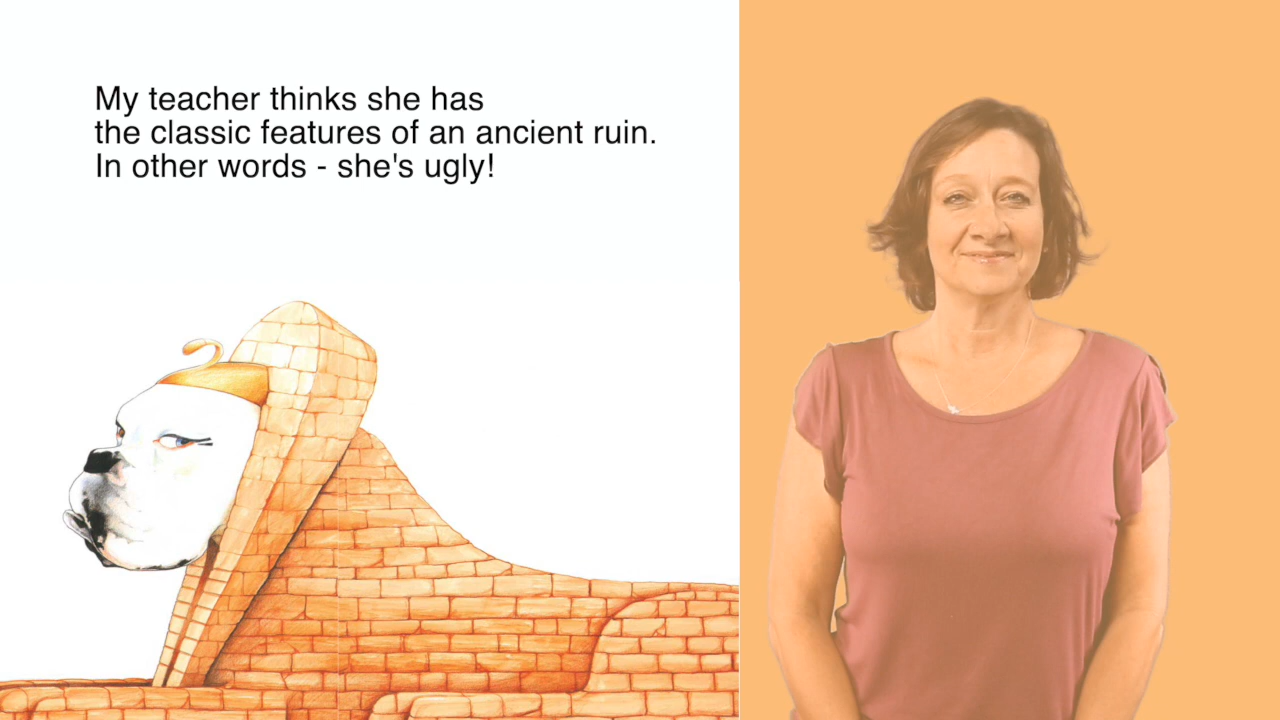 My teacher thinks she has
the classic features of an ancient ruin.
In other words - she's ugly!